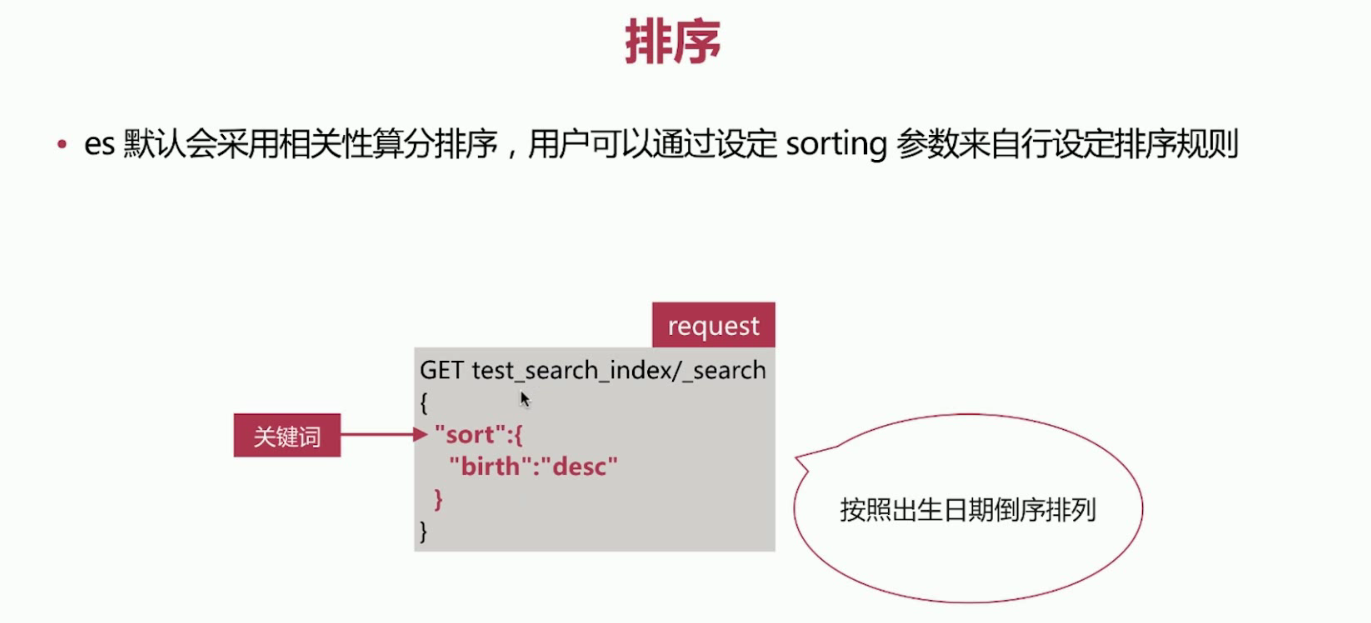 排序
• es 默认会采用相关性算分排序，用户可以通过设定 sorting 参数来自行设定排序规则
request
GET test_search_index/_search
{
关键词
"sort":{
"birth":"desc"
}
}
按照出生日期倒序排列